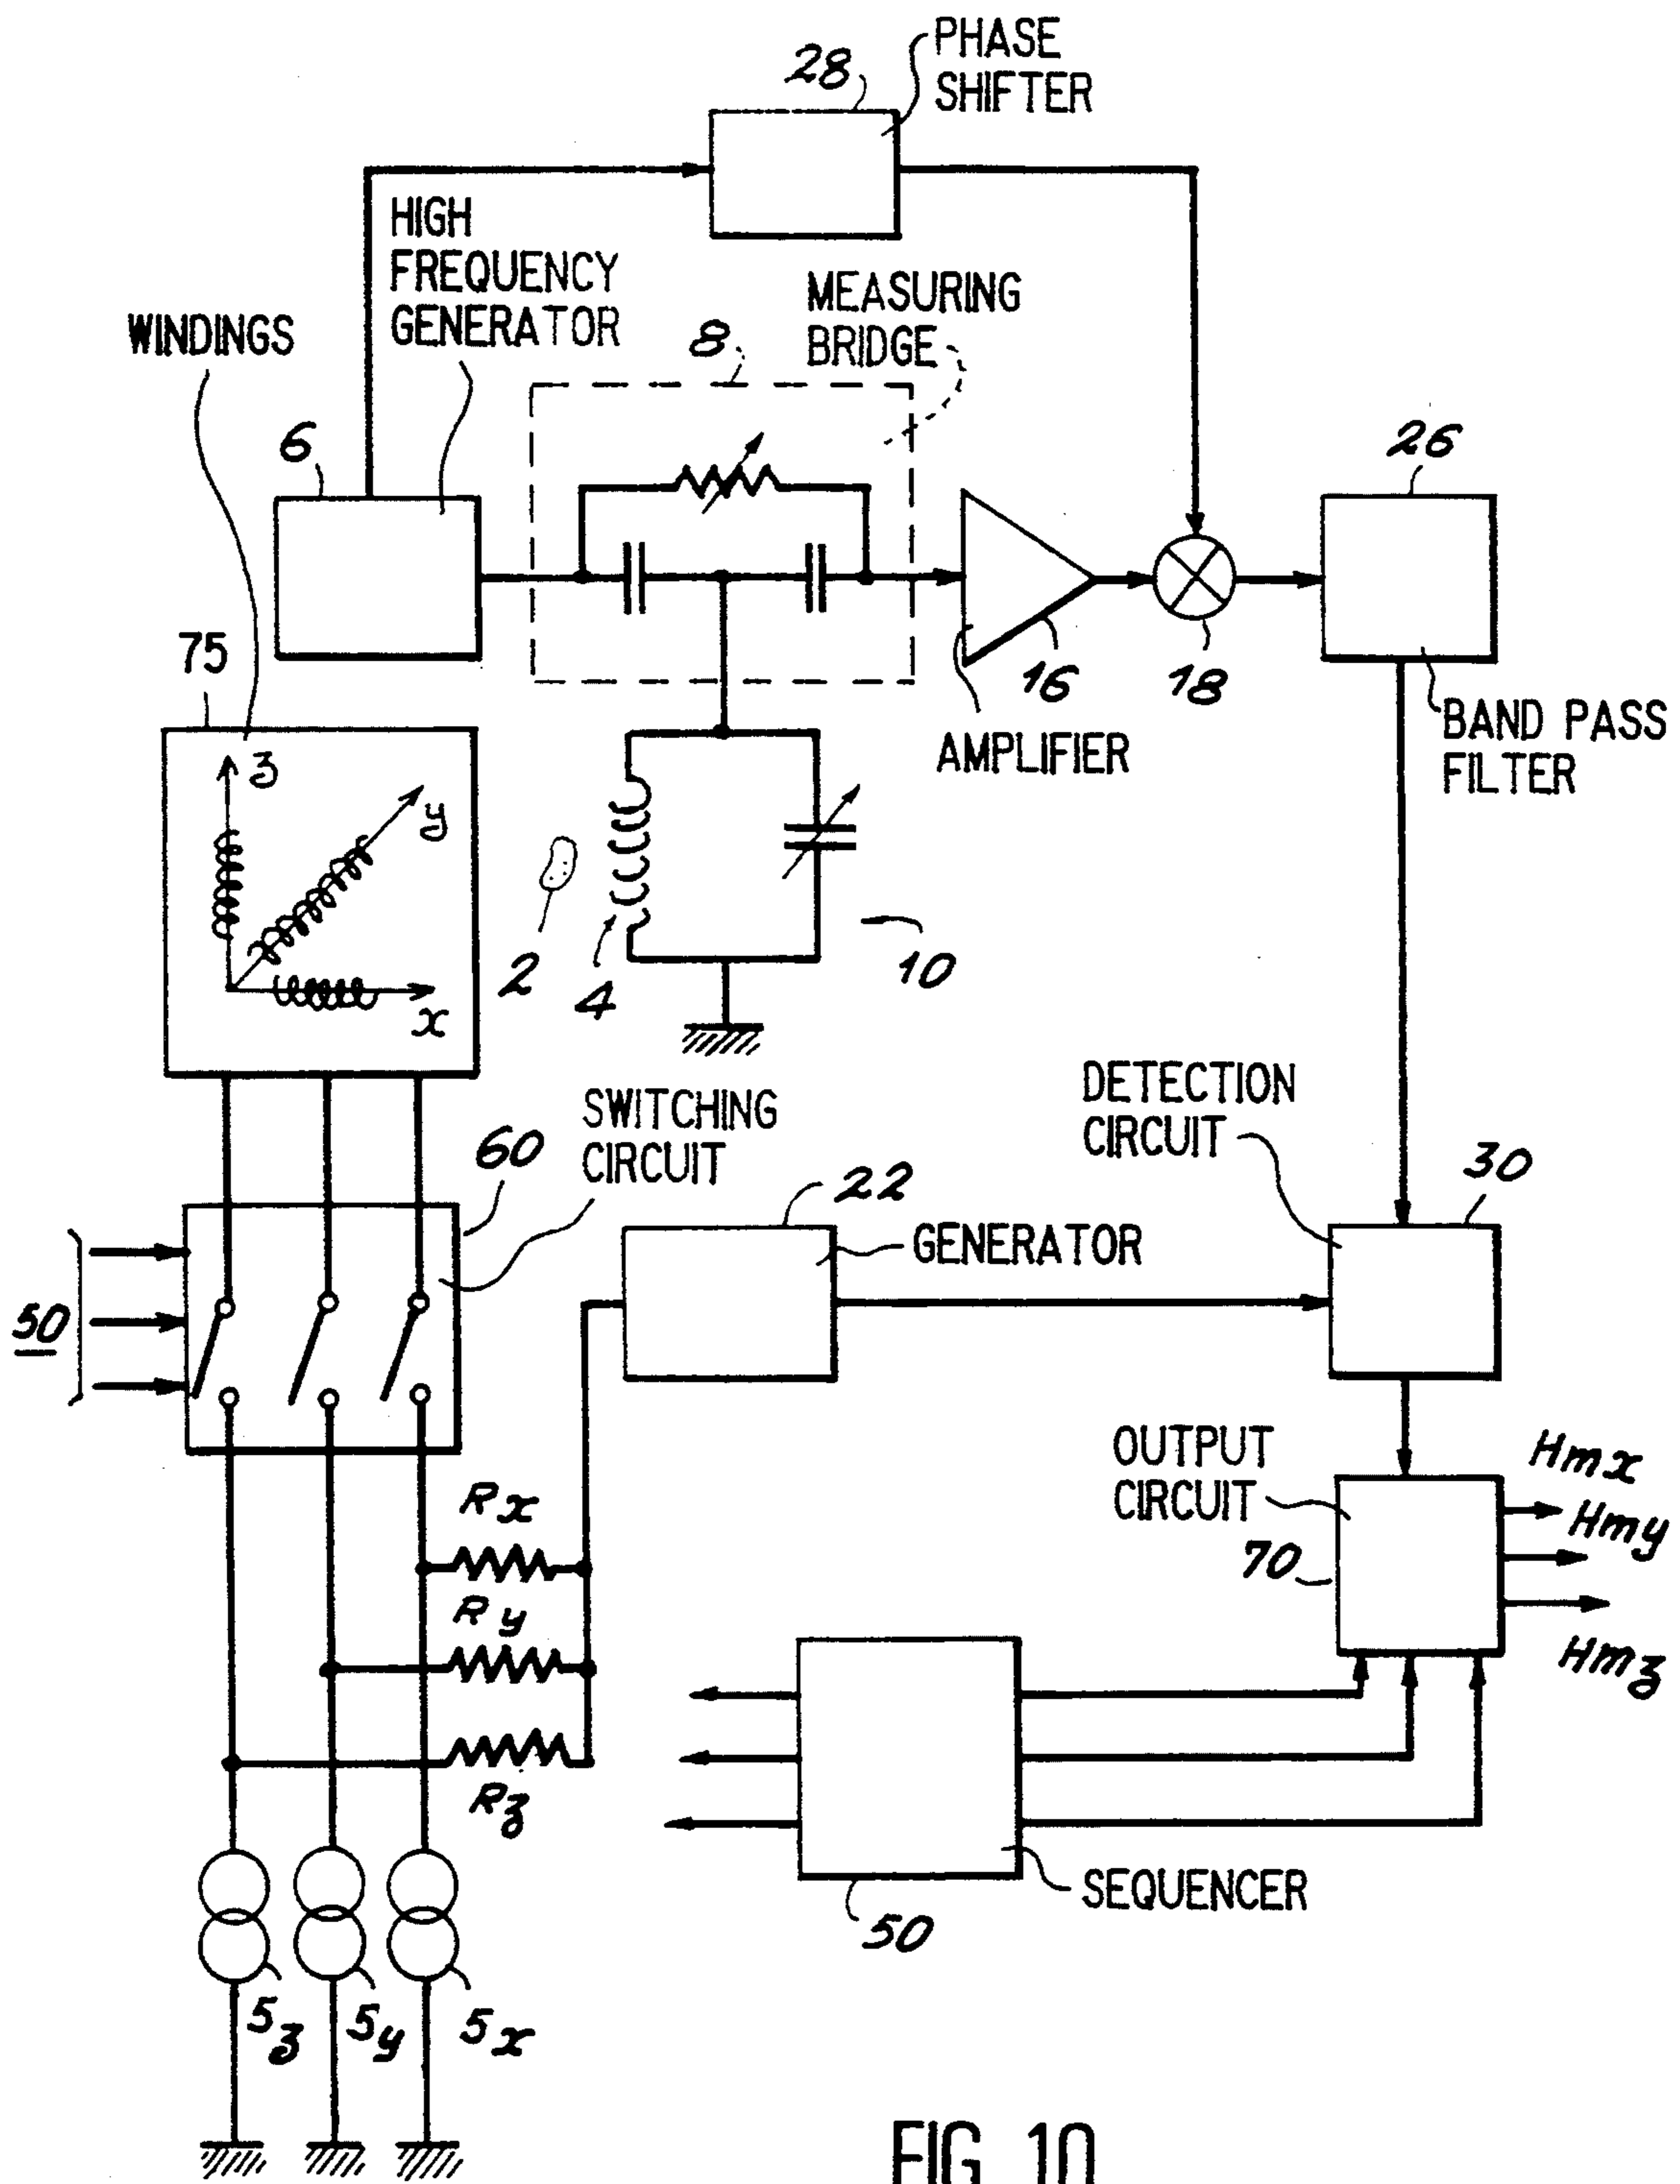 28
PHASE
SHIFTER
HIGH
FREQUENCY
GENERATOR
MEASURING
BRIDGE
8
WINDINGS
6
26
75
16
18
AMPLIFIER
BAND PASS
FILTER
z
y
x
2
4
10
DETECTION
CIRCUIT
30
SWITCHING
CIRCUIT
60
22
GENERATOR
50
OUTPUT
CIRCUIT
70
Hmx
Hmy
Hmz
Rx
Ry
Rz
SEQUENCER
50
5z
5y
5x
FIG. 10